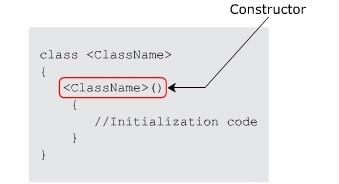 Constructor
class <ClassName>
{
<ClassName>()
{
//Initialization code
}
}